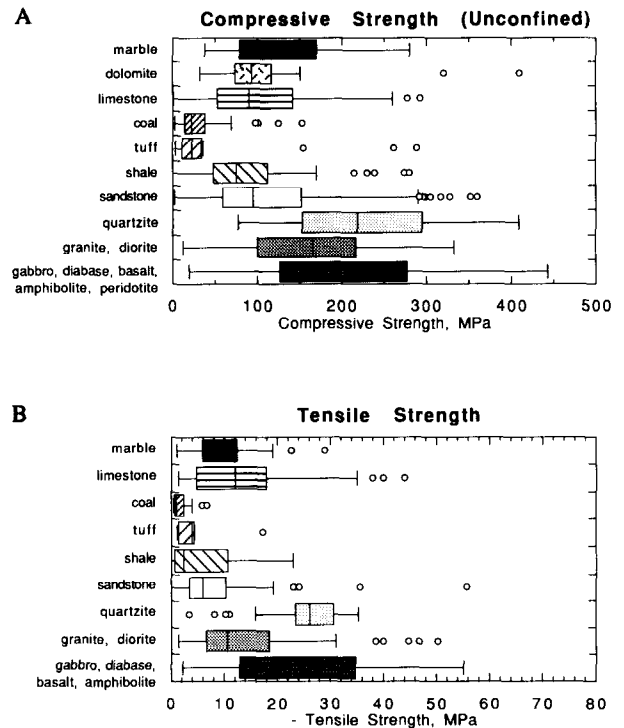 A
Compressive Strength (Unconfined)
marble
dolomite
limestone
coal
tuff
shale
sandstone
quartzite
granite, diorite
gabbro, diabase, basalt,
amphibolite, peridotite
0 100 200 300 400 500
Compressive Strength, MPa
B
Tensile Strength
marble
limestone
coal
tuff
shale
sandstone
quartzite
granite, diorite
gabbro, diabase,
basalt, amphibolite
0 10 20 30 40 50 60 70 80
- Tensile Strength, MPa